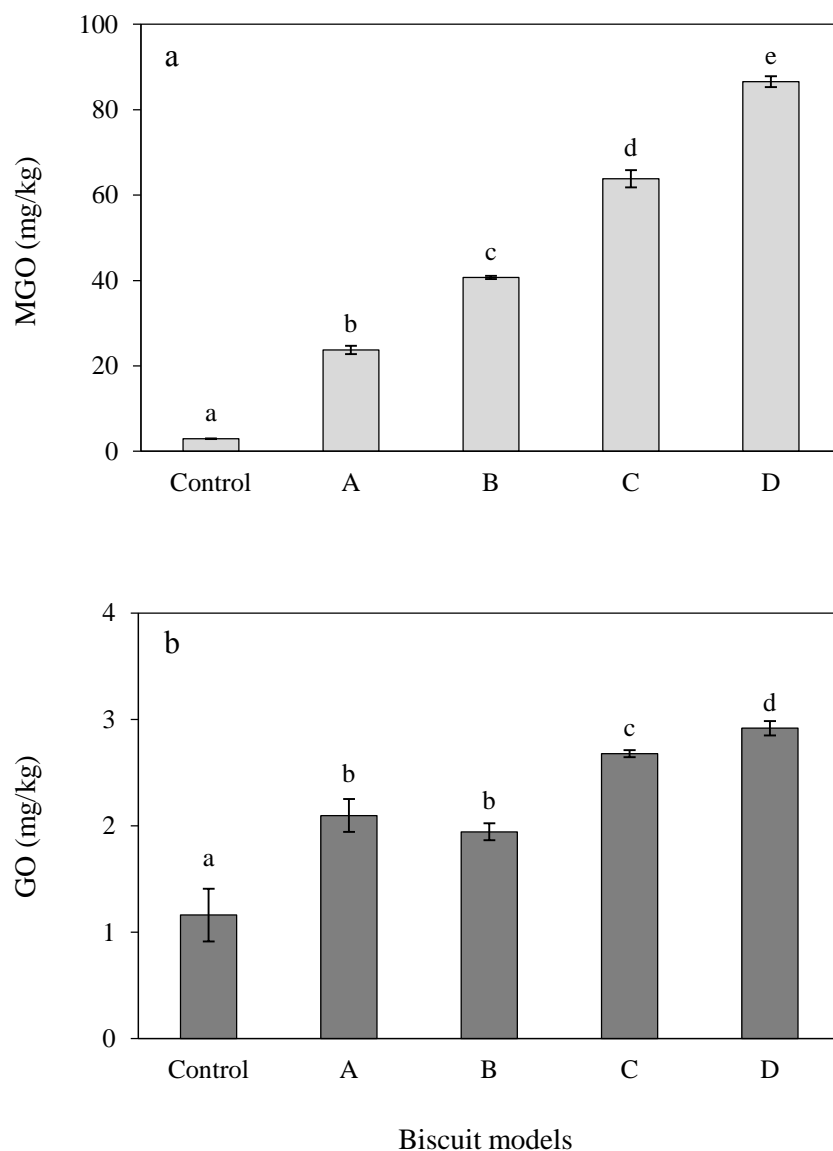 100
a
e
80
d
60
MGO (mg/kg)
c
40
b
20
a
0
Control A B C D
4
b
d
3
c
b
b
2
GO (mg/kg)
a
1
0
Control A B C D
Biscuit models